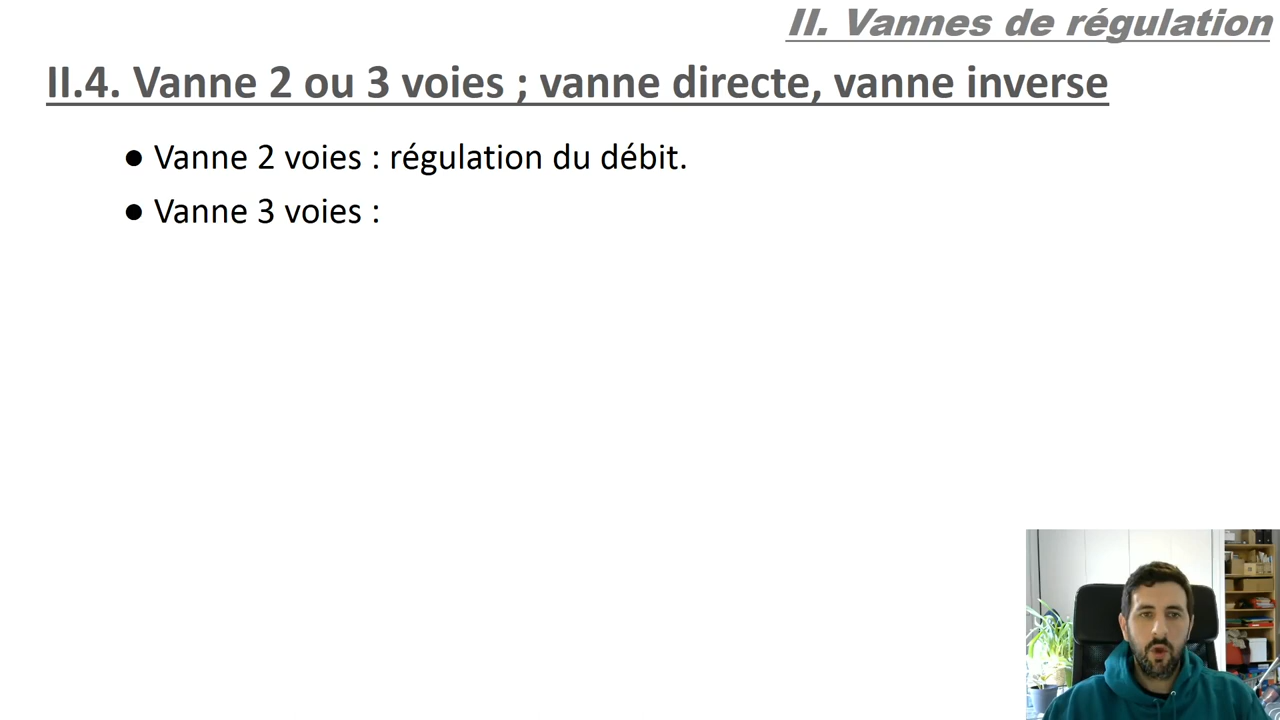 II. Vannes de régulation
II.4. Vanne 2 ou 3 voies ; vanne directe, vanne inverse
● Vanne 2 voies : régulation du débit.
● Vanne 3 voies :